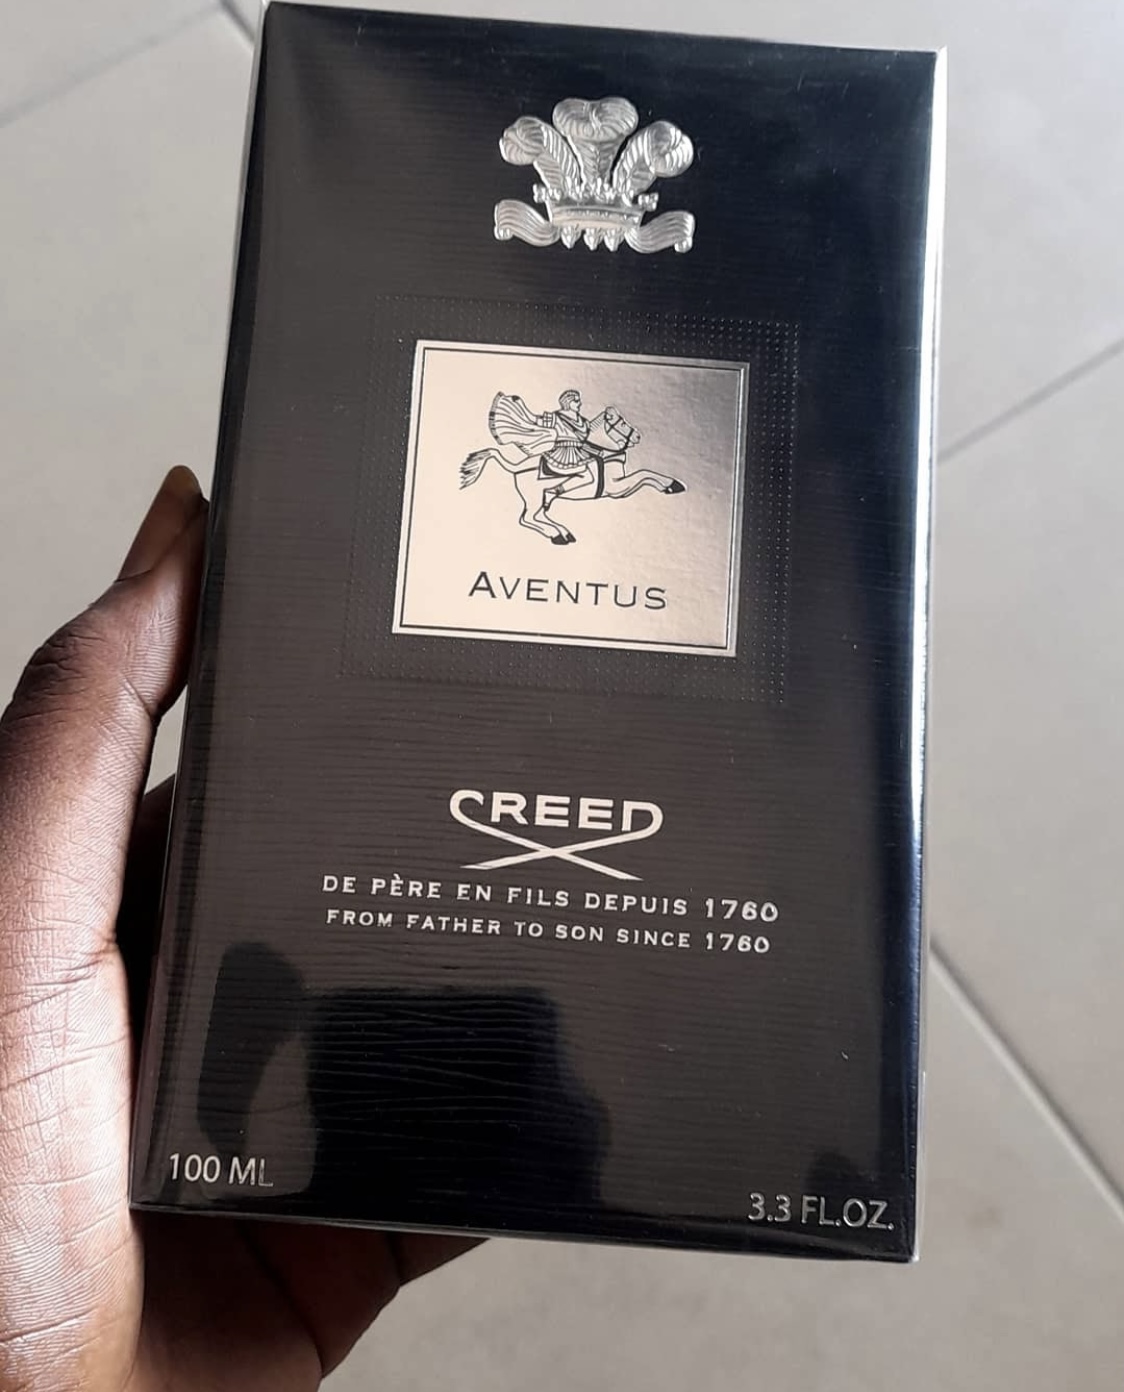 AVENTUS
CREED
DE PÈRE EN FILS DEPUIS 1760
FROM FATHER TO SON SINCE 1760
100 ML
3.3 FL.OZ.